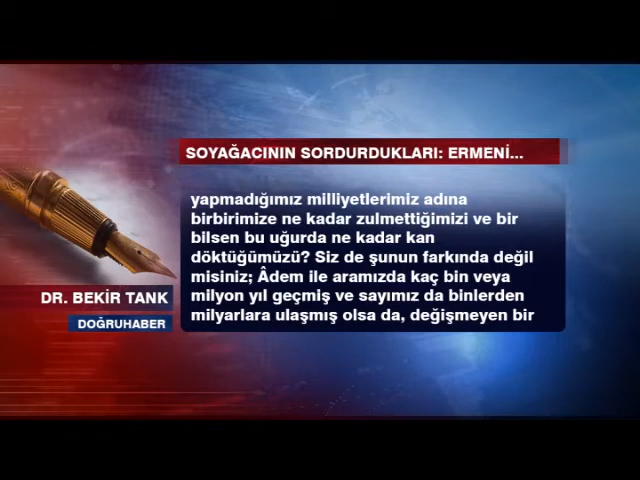 SOYAĞACININ SORDURDUKLARI: ERMENİ...
yapmadığımız milliyetlerimiz adına
birbirimize ne kadar zulmettiğimizi ve bir
bilsen bu uğurda ne kadar kan
döktüğümüzü? Siz de şunun farkında değil
misiniz; Âdem ile aramızda kaç bin veya
milyon yıl geçmiş ve sayımız da binlerden
milyarlara ulaşmış olsa da, değişmeyen bir
DR. BEKİR TANK
DOĞRUHABER